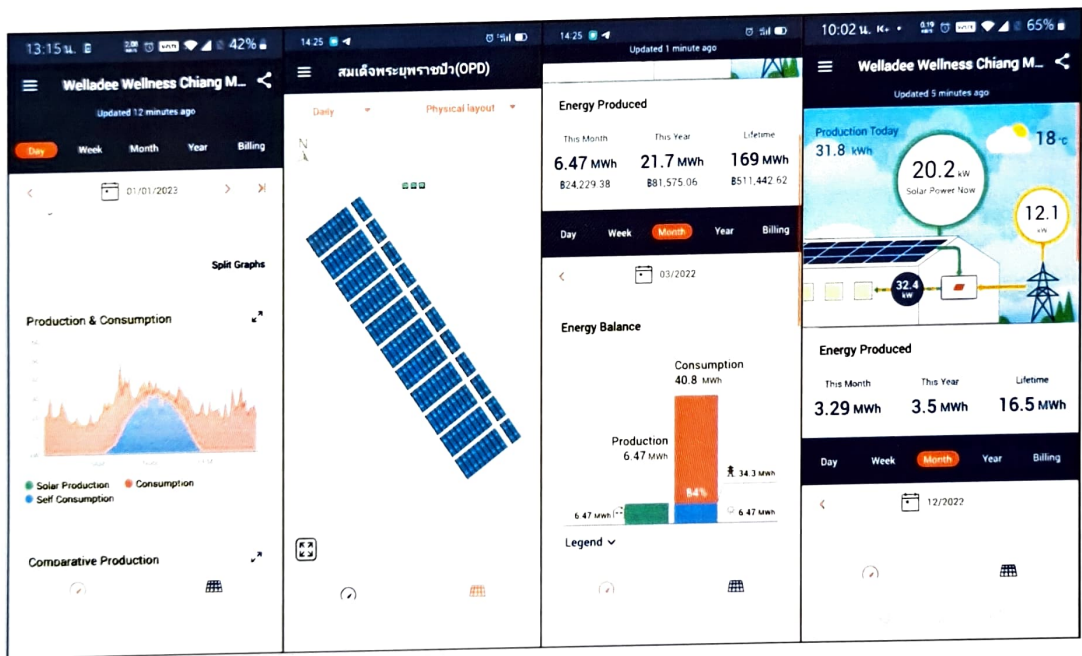 13:15 น.
42%
Welladee Wellness Chiang M...
Updated 12 minutes ago
Day Week Month Year Billing
01/01/2023
Split Graphs
Production & Consumption
Solar Production Consumption
Self Consumption
Comparative Production
14:25
สมเด็จพระยุพราชปัว(OPD)
Daily Physical layout
N
14:25
Updated 1 minute ago
Energy Produced
This Month This Year Lifetime
6.47 MWh 21.7 MWh 169 MWh
฿24,229.38 ฿81,575.06 ฿511,442.62
Day Week Month Year Billing
03/2022
Energy Balance
Consumption
40.8 MWh
Production
6.47 MWh
34.3 MWh
84%
6.47 MWh 6.47 MWh
Legend
10:02 น. K+ •
0.19
65%
Welladee Wellness Chiang M...
Updated 5 minutes ago
Production Today
31.8 kWh
18°C
20.2 kW
Solar Power Now
12.1
kW
32.4
kW
Energy Produced
This Month This Year Lifetime
3.29 MWh 3.5 MWh 16.5 MWh
Day Week Month Year Billing
12/2022